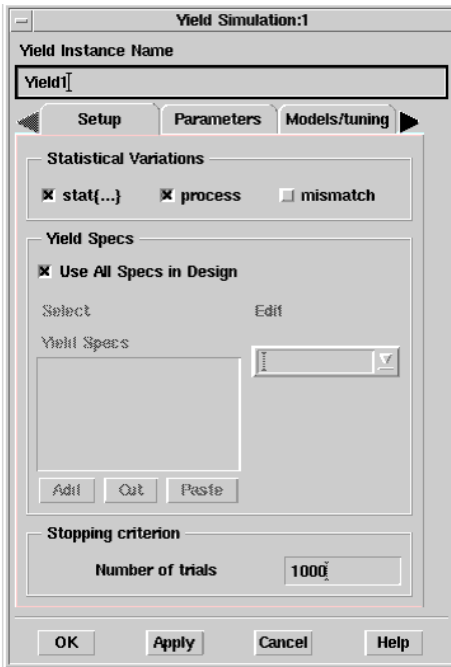 Yield Simulation:1
Yield Instance Name
Yield1
Setup Parameters Models/tuning
Statistical Variations
stat{...} process mismatch
Yield Specs
Use All Specs in Design
Select Edit
Yield Specs
Add Cut Paste
Stopping criterion
Number of trials 1000
OK Apply Cancel Help